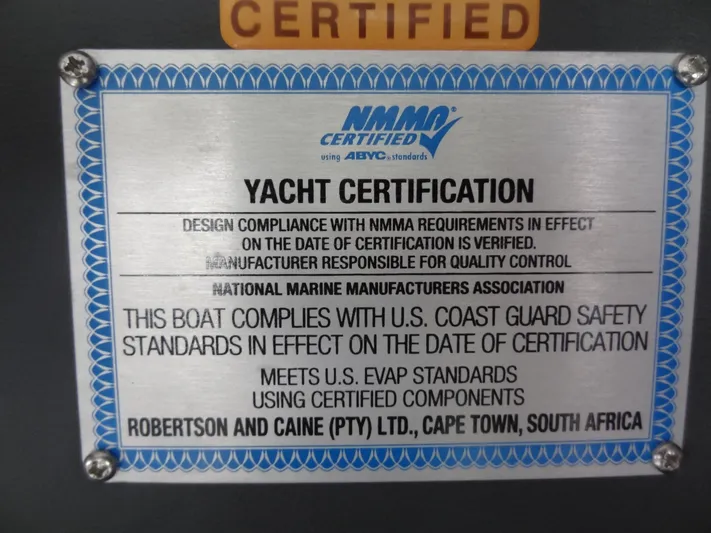 CERTIFIED
NMMA®
CERTIFIED
using ABYC® standards
YACHT CERTIFICATION
DESIGN COMPLIANCE WITH NMMA REQUIREMENTS IN EFFECT
ON THE DATE OF CERTIFICATION IS VERIFIED.
MANUFACTURER RESPONSIBLE FOR QUALITY CONTROL
NATIONAL MARINE MANUFACTURERS ASSOCIATION
THIS BOAT COMPLIES WITH U.S. COAST GUARD SAFETY
STANDARDS IN EFFECT ON THE DATE OF CERTIFICATION
MEETS U.S. EVAP STANDARDS
USING CERTIFIED COMPONENTS
ROBERTSON AND CAINE (PTY) LTD., CAPE TOWN, SOUTH AFRICA